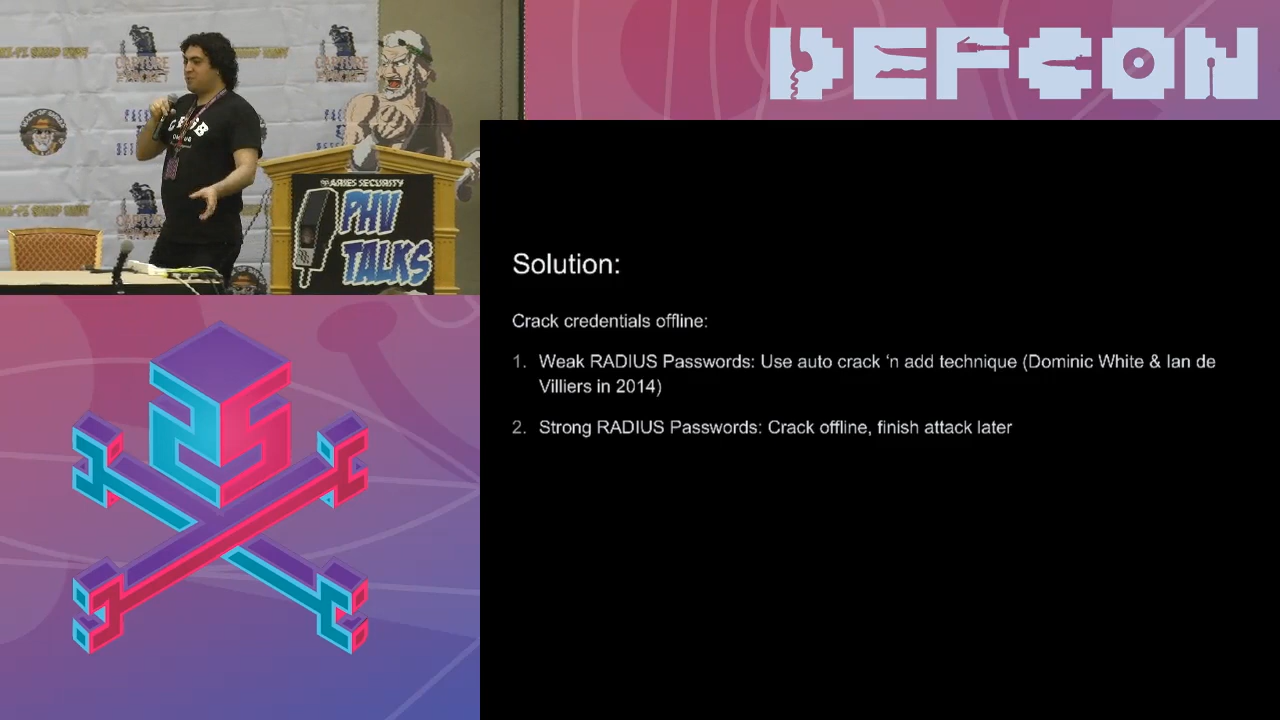 DEFCON
ARIES SECURITY
PHV
TALKS
Solution:
Crack credentials offline:
1. Weak RADIUS Passwords: Use auto crack ‘n add technique (Dominic White & Ian de
Villiers in 2014)
2. Strong RADIUS Passwords: Crack offline, finish attack later